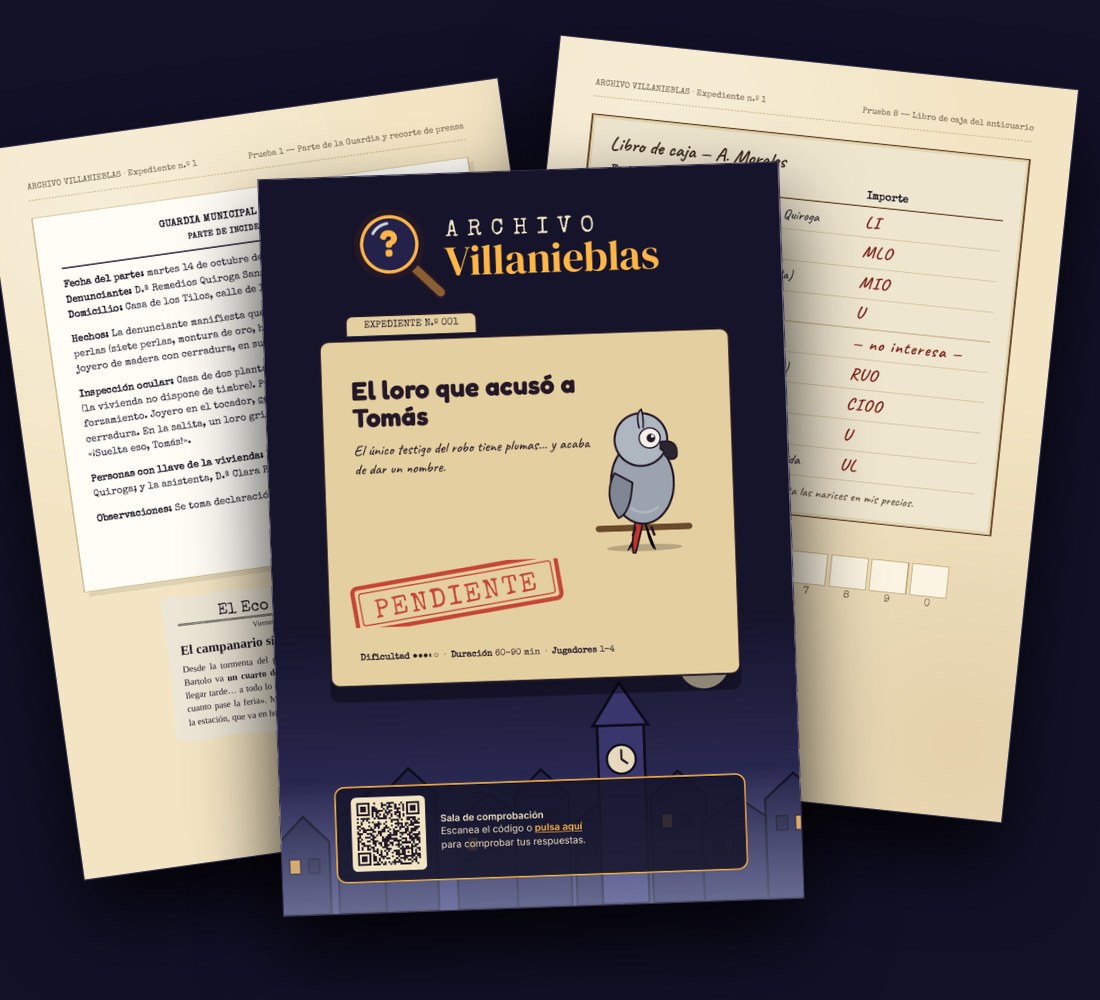 ARCHIVO VILLANIEBLAS · Expediente n.º 1
Prueba 1 — Parte de la Guardia y recorte de prensa
GUARDIA MUNICIPAL
PARTE DE INCIDE
Fecha del parte: martes 14 de octubre de
Denunciante: D.ª Remedios Quiroga San
Domicilio: Casa de los Tilos, calle de
Hechos: La denunciante manifiesta que
perlas (siete perlas, montura de oro, h
joyero de madera con cerradura, en su
Inspección ocular: Casa de dos plant
(la vivienda no dispone de timbre). P
forzamiento. Joyero en el tocador,
cerradura. En la salita, un loro gri
«¡Suelta eso, Tomás!».
Personas con llave de la vivienda:
Quiroga; y la asistenta, D.ª Clara R
Observaciones: Se toma declaració
El Eco
Vierne
El campanario si
Desde la tormenta del
Bartolo va un cuarto d
llegar tarde… a todo lo
cuanto pase la feria». M
la estación, que va en ho
ARCHIVO
Villanieblas
EXPEDIENTE N.º 001
El loro que acusó a
Tomás
El único testigo del robo tiene plumas… y acaba
de dar un nombre.
PENDIENTE
Dificultad · Duración 60-90 min · Jugadores 1-4
Sala de comprobación
Escanea el código o pulsa aquí
para comprobar tus respuestas.
ARCHIVO VILLANIEBLAS · Expediente n.º 1
Prueba 8 — Libro de caja del anticuario
Libro de caja — A. Morales
Importe
Quiroga LI
MLO
a) MIO
U
— no interesa —
) RUO
CIOO
U
da UL
ta las narices en mis precios.
7 8 9 0